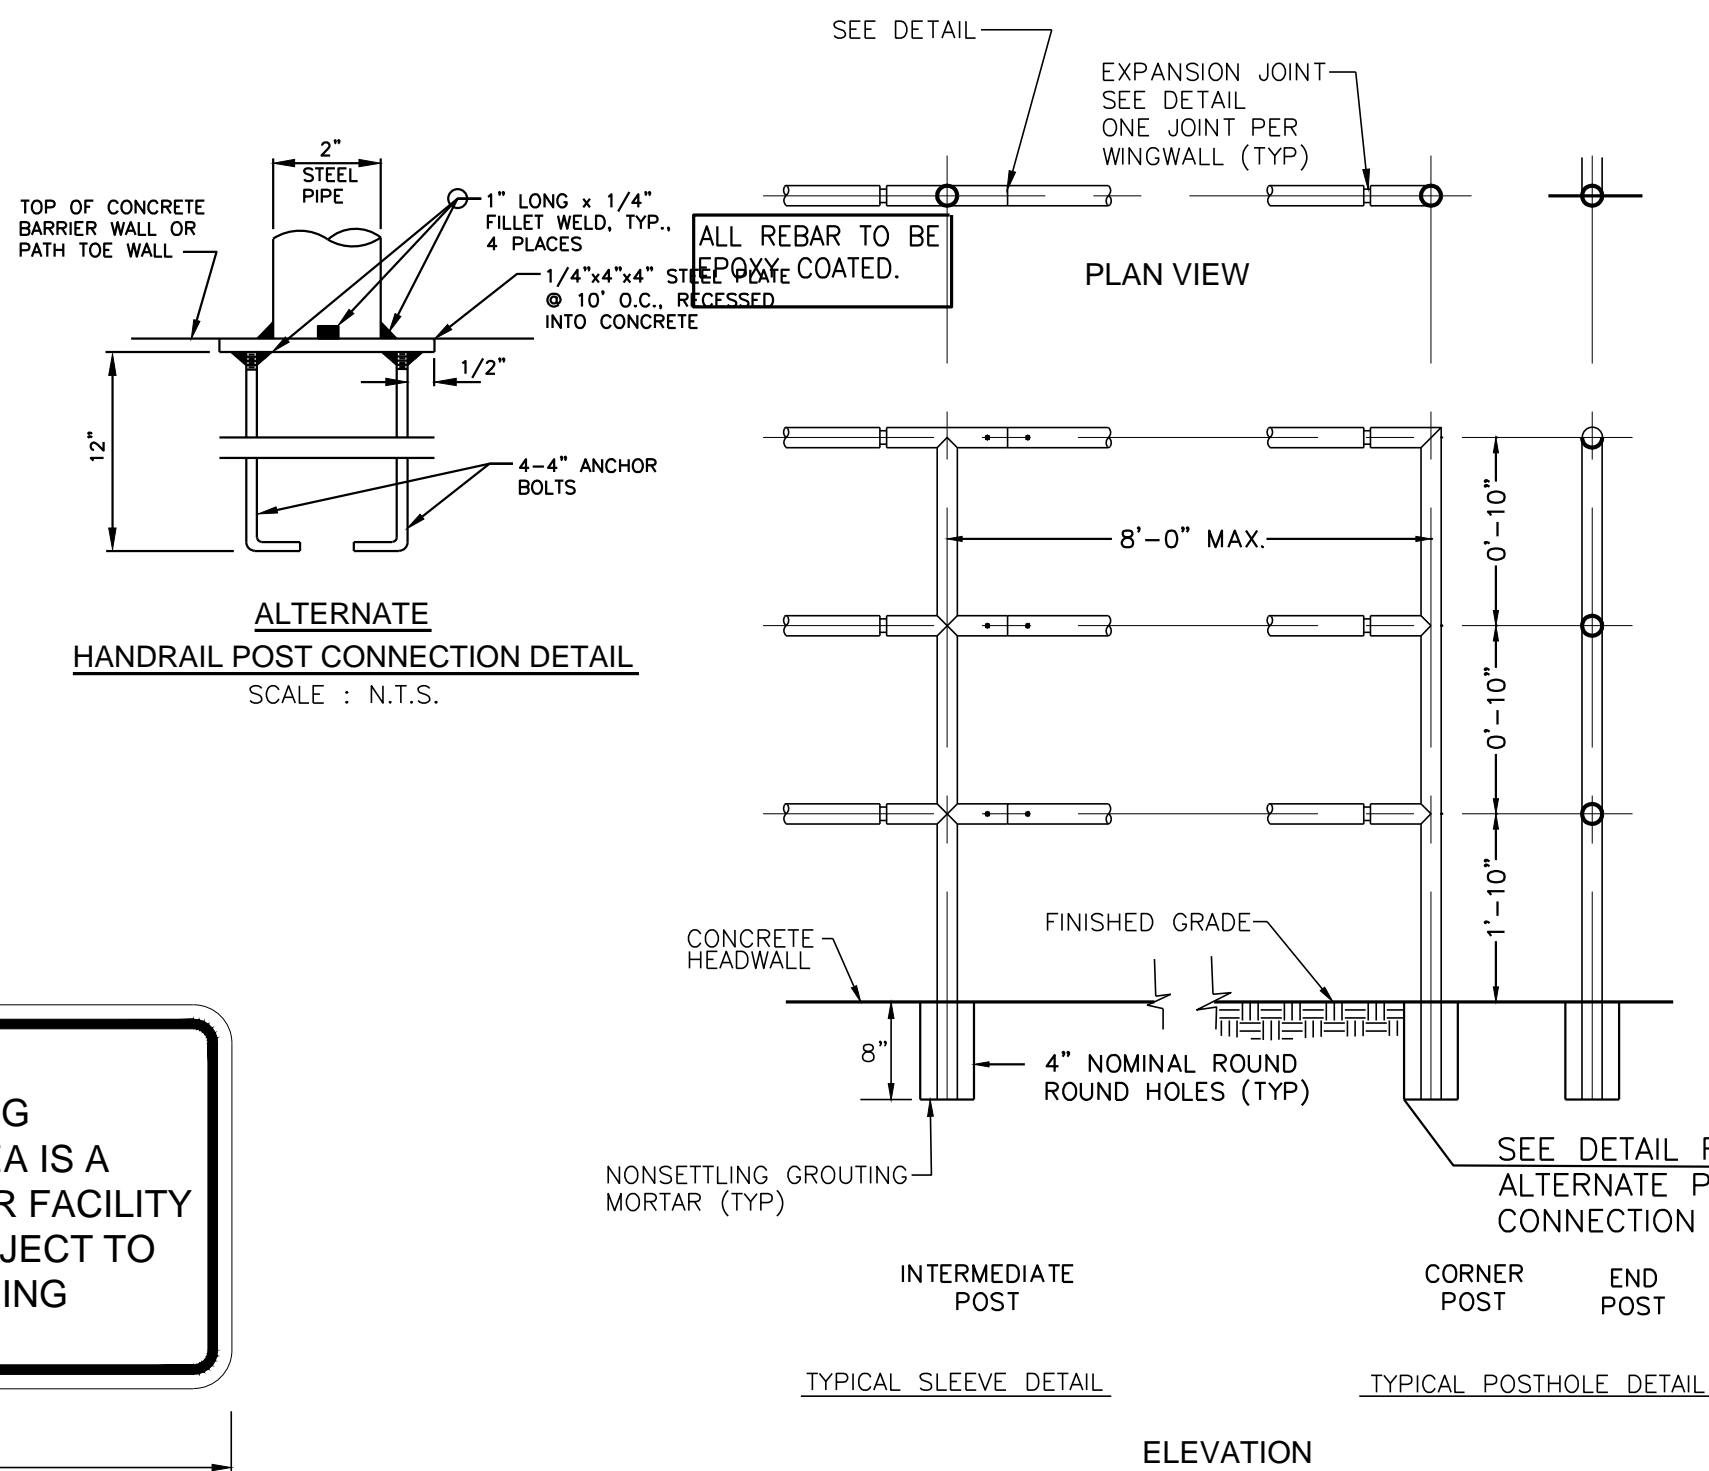 SEE DETAIL
EXPANSION JOINT
SEE DETAIL
ONE JOINT PER
WINGWALL (TYP)
2"
STEEL
PIPE
TOP OF CONCRETE
BARRIER WALL OR
PATH TOE WALL
1" LONG x 1/4"
FILLET WELD, TYP.,
4 PLACES
1/4"x4"x4" STEEL PLATE
@ 10' O.C., RECESSED
INTO CONCRETE
ALL REBAR TO BE
EPOXY COATED.
PLAN VIEW
1/2"
12"
4-4" ANCHOR
BOLTS
ALTERNATE
HANDRAIL POST CONNECTION DETAIL
SCALE : N.T.S.
8'-0" MAX.
0'-10"
0'-10"
1'-10"
CONCRETE
HEADWALL
FINISHED GRADE
8"
4" NOMINAL ROUND
ROUND HOLES (TYP)
NONSETTLING GROUTING
MORTAR (TYP)
SEE DETAIL F
ALTERNATE P
CONNECTION
INTERMEDIATE
POST
CORNER
POST
END
POST
TYPICAL SLEEVE DETAIL
TYPICAL POSTHOLE DETAIL
ELEVATION
G
EA IS A
R FACILITY
JECT TO
ING